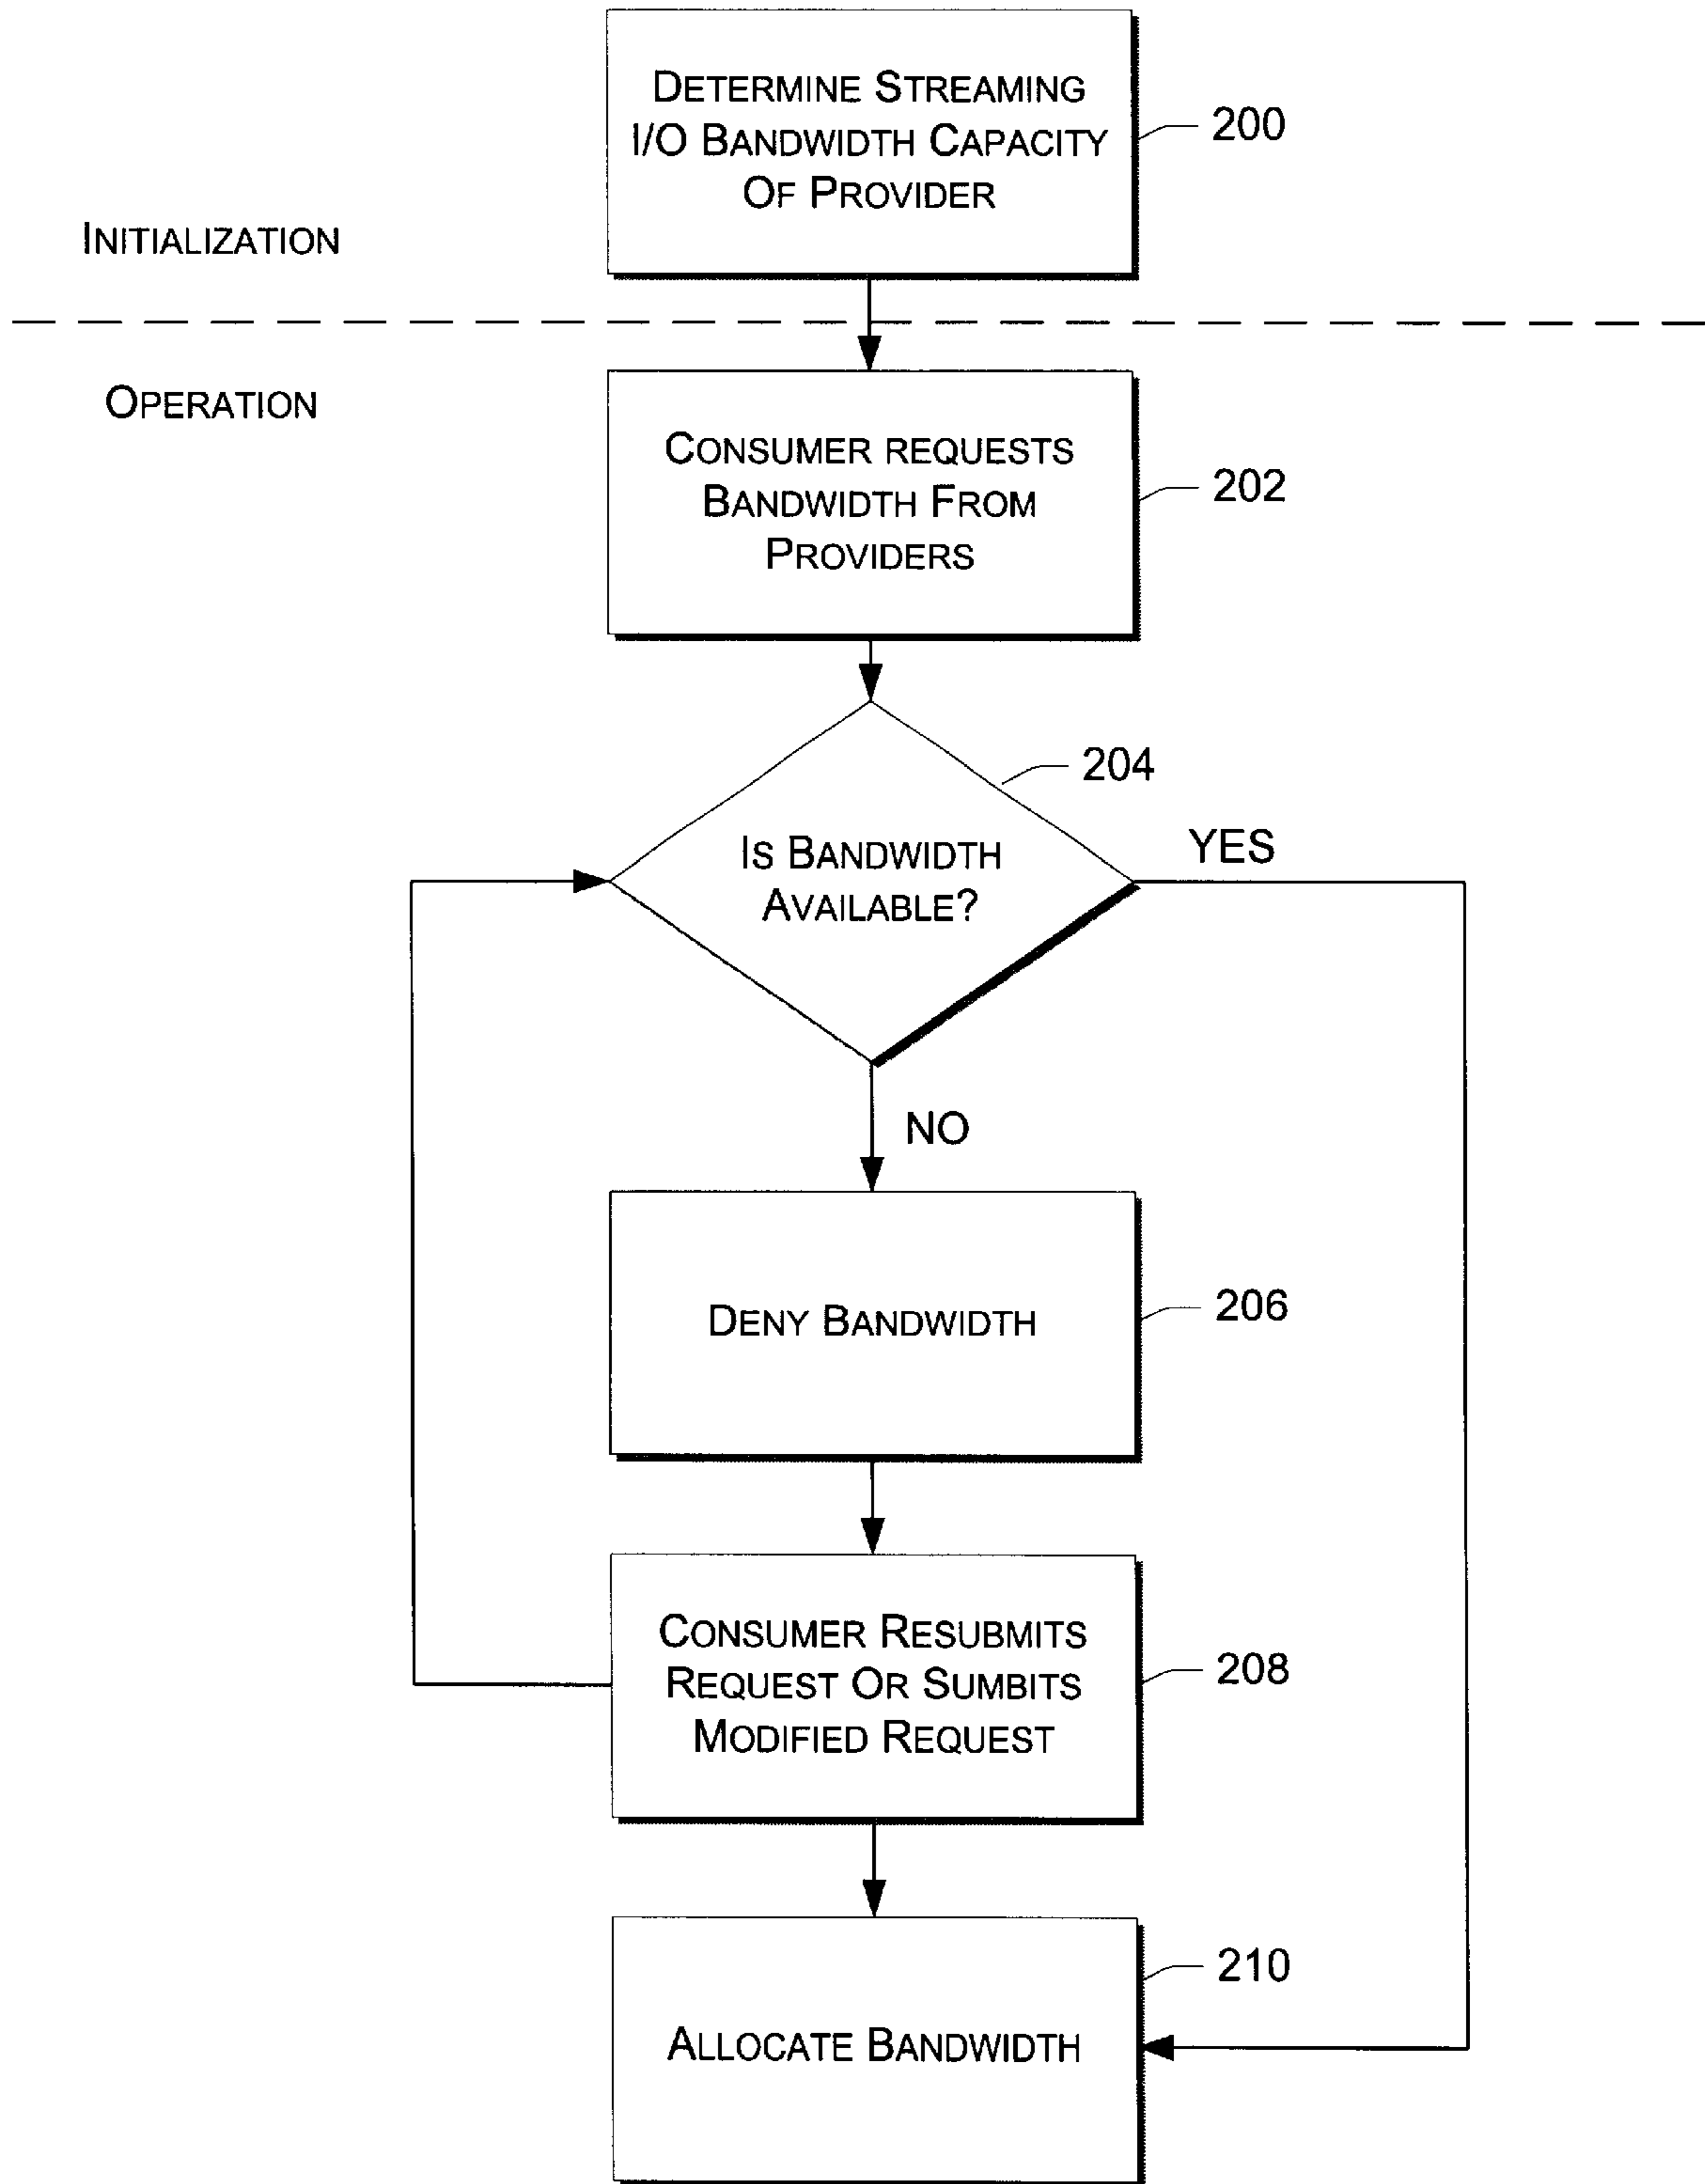 DETERMINE STREAMING
I/O BANDWIDTH CAPACITY
OF PROVIDER
200
INITIALIZATION
OPERATION
CONSUMER REQUESTS
BANDWIDTH FROM
PROVIDERS
202
204
IS BANDWIDTH
AVAILABLE?
YES
NO
DENY BANDWIDTH
206
CONSUMER RESUBMITS
REQUEST OR SUMBITS
MODIFIED REQUEST
208
210
ALLOCATE BANDWIDTH